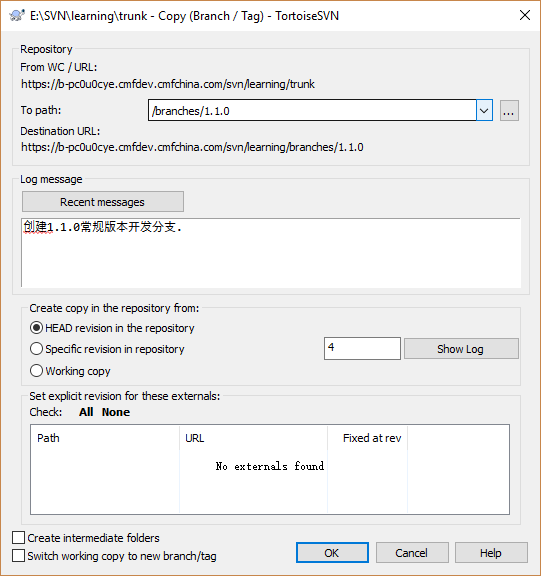 E:\SVN\learning\trunk - Copy (Branch / Tag) - TortoiseSVN
Repository
From WC / URL:
https://b-pc0u0cye.cmfdev.cmfchina.com/svn/learning/trunk
To path:
/branches/1.1.0
...
Destination URL:
https://b-pc0u0cye.cmfdev.cmfchina.com/svn/learning/branches/1.1.0
Log message
Recent messages
创建1.1.0常规版本开发分支.
Create copy in the repository from:
HEAD revision in the repository
Specific revision in repository
4
Show Log
Working copy
Set explicit revision for these externals:
Check: All None
Path URL Fixed at rev
No externals found
Create intermediate folders
Switch working copy to new branch/tag
OK Cancel Help